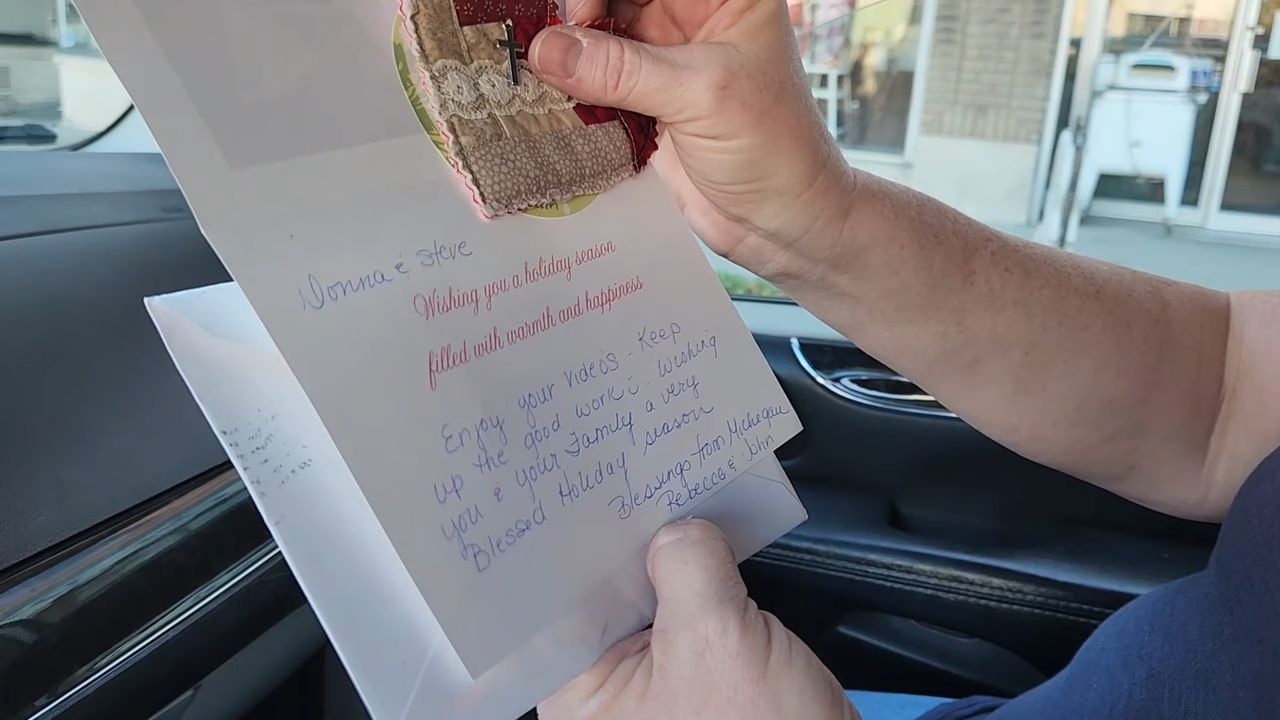 Donna & Steve
Wishing you a holiday season
filled with warmth and happiness
Enjoy your videos - Keep
up the good work. Wishing
you & your family a very
Blessed Holiday season
Blessings from Michigan
Rebecca & John